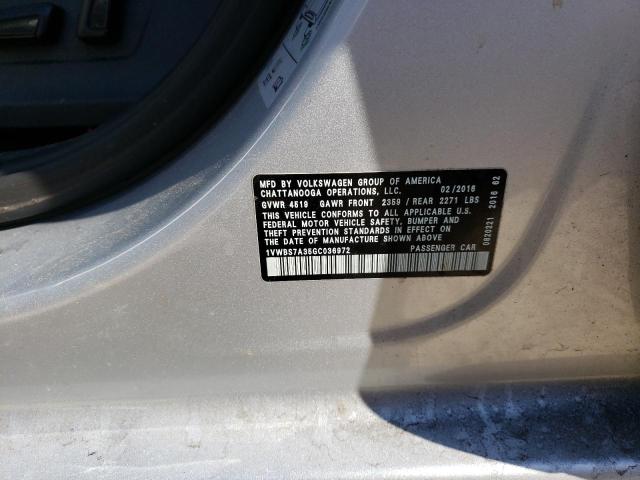 MFD BY VOLKSWAGEN GROUP OF AMERICA
CHATTANOOGA OPERATIONS, LLC. 02/2016
GVWR 4519 GAWR FRONT 2359 / REAR 2271 LBS
THIS VEHICLE CONFORMS TO ALL APPLICABLE U.S.
FEDERAL MOTOR VEHICLE SAFETY, BUMPER AND
THEFT PREVENTION STANDARDS IN EFFECT ON
THE DATE OF MANUFACTURE SHOWN ABOVE.
1VWBS7A35GC036972 PASSENGER CAR
0820221 2016 62